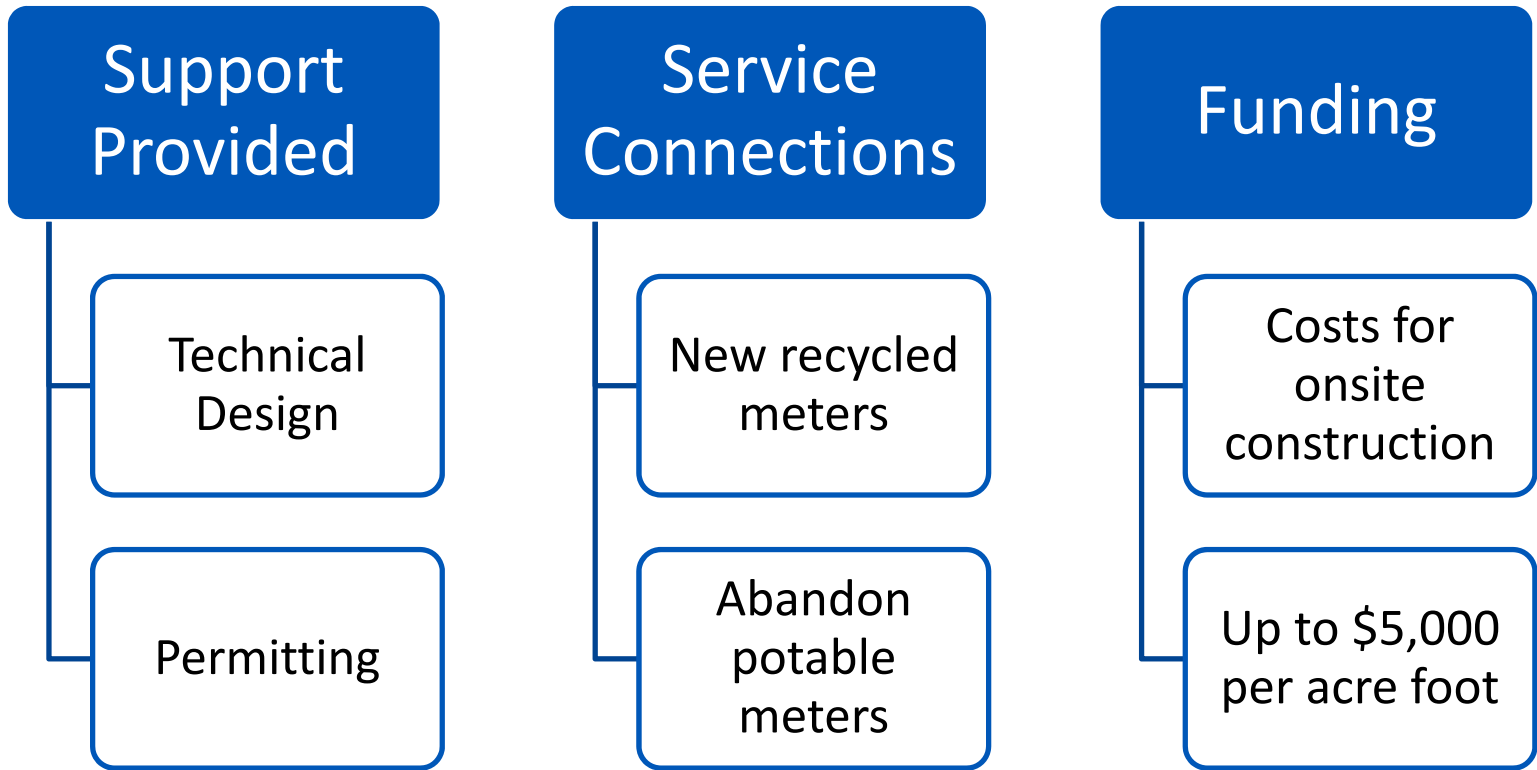 Support
Provided
Technical
Design
Permitting
Service
Connections
New recycled
meters
Abandon
potable
meters
Funding
Costs for
onsite
construction
Up to $5,000
per acre foot